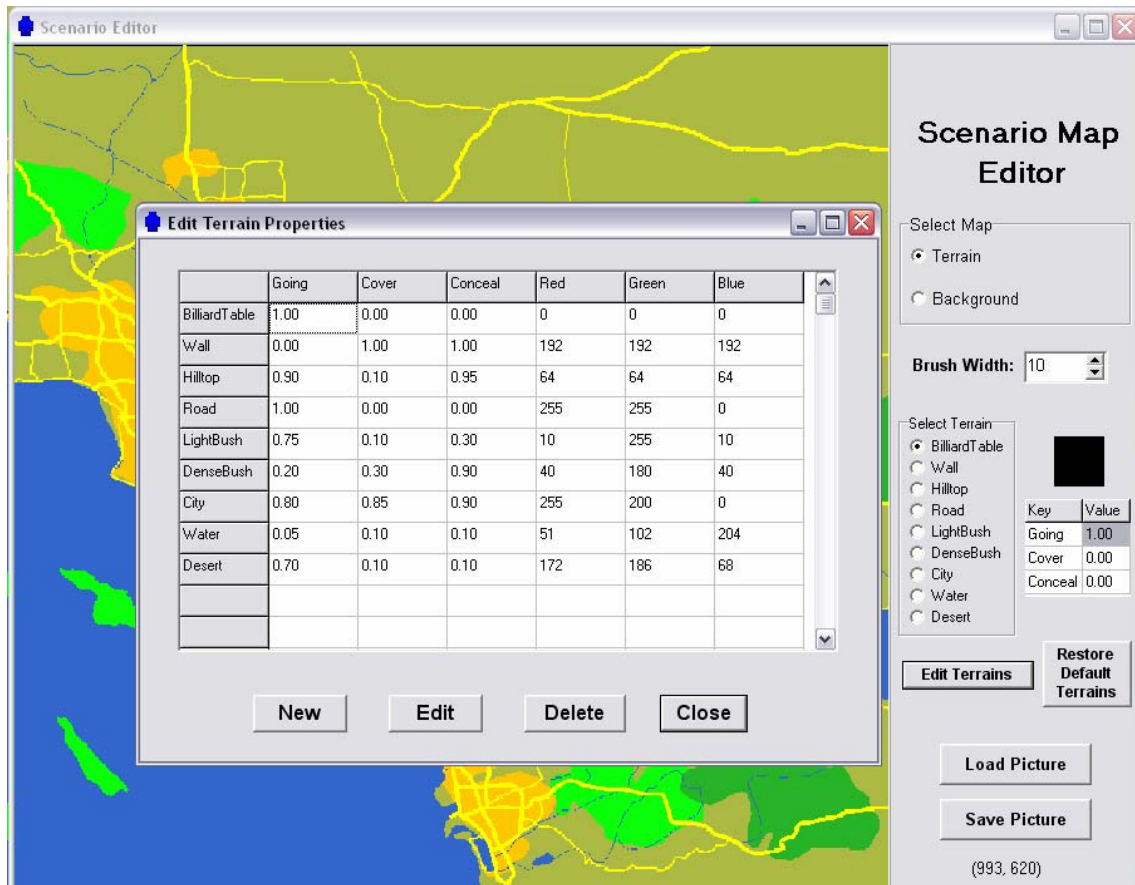 Scenario Editor
Scenario Map
Editor
Select Map
Terrain
Background
Brush Width: 10
Select Terrain
BilliardTable
Wall
Hilltop
Road
LightBush
DenseBush
City
Water
Desert
Key Value
Going 1.00
Cover 0.00
Conceal 0.00
Edit Terrains
Restore
Default
Terrains
Load Picture
Save Picture
(993, 620)
Edit Terrain Properties
Going Cover Conceal Red Green Blue
BilliardTable 1.00 0.00 0.00 0 0 0
Wall 0.00 1.00 1.00 192 192 192
Hilltop 0.90 0.10 0.95 64 64 64
Road 1.00 0.00 0.00 255 255 0
LightBush 0.75 0.10 0.30 10 255 10
DenseBush 0.20 0.30 0.90 40 180 40
City 0.80 0.85 0.90 255 200 0
Water 0.05 0.10 0.10 51 102 204
Desert 0.70 0.10 0.10 172 186 68
New Edit Delete Close